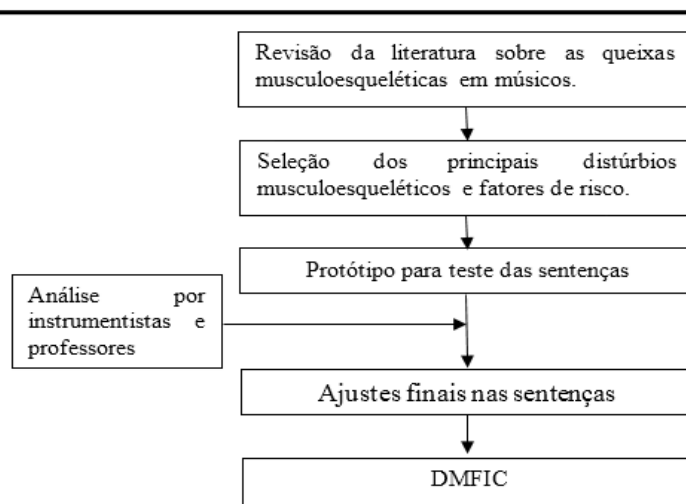 Revisão da literatura sobre as queixas
musculoesqueléticas em músicos.
Seleção dos principais distúrbios
musculoesqueléticos e fatores de risco.
Protótipo para teste das sentenças
Análise por
instrumentistas e
professores
Ajustes finais nas sentenças
DMFIC